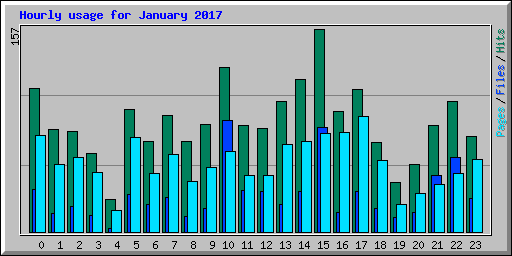 Hourly usage for January 2017
157
Pages/Files/Hits
0 1 2 3 4 5 6 7 8 9 10 11 12 13 14 15 16 17 18 19 20 21 22 23